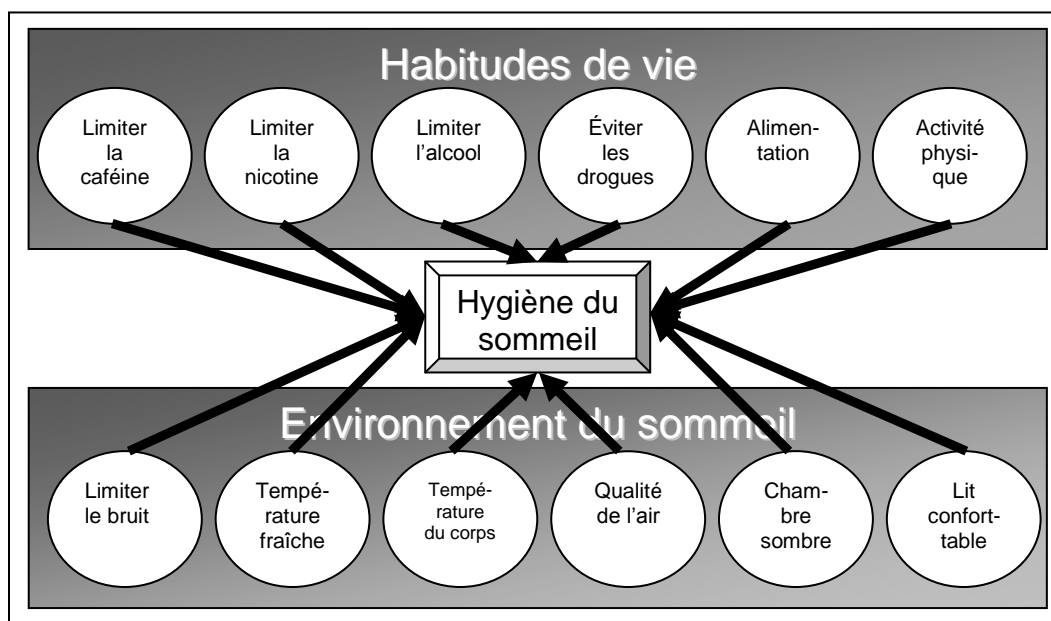 Habitudes de vie
Limiter
la
caféine
Limiter
la
nicotine
Limiter
l'alcool
Éviter
les
drogues
Alimen-
tation
Activité
physi-
que
Hygiène du
sommeil
Environnement du sommeil
Limiter
le bruit
Tempé-
rature
fraîche
Tempé-
rature
du corps
Qualité
de l'air
Cham-
bre
sombre
Lit
confort-
table